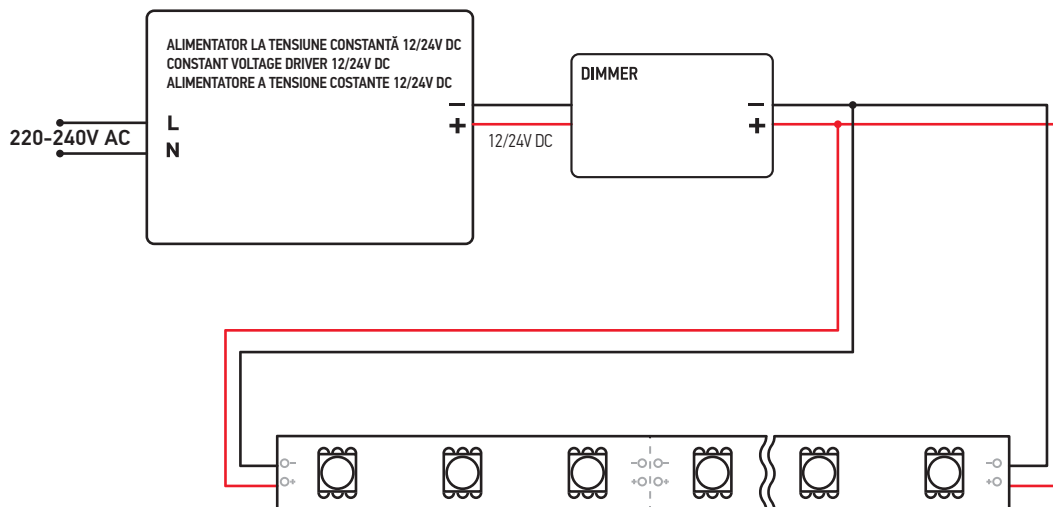 ALIMENTATOR LA TENSIUNE CONSTANTĂ 12/24V DC
CONSTANT VOLTAGE DRIVER 12/24V DC
ALIMENTATORE A TENSIONE COSTANTE 12/24V DC
DIMMER
220-240V AC
L
N
−
+
12/24V DC
−
+
−
+
−
+
−
+
−
+